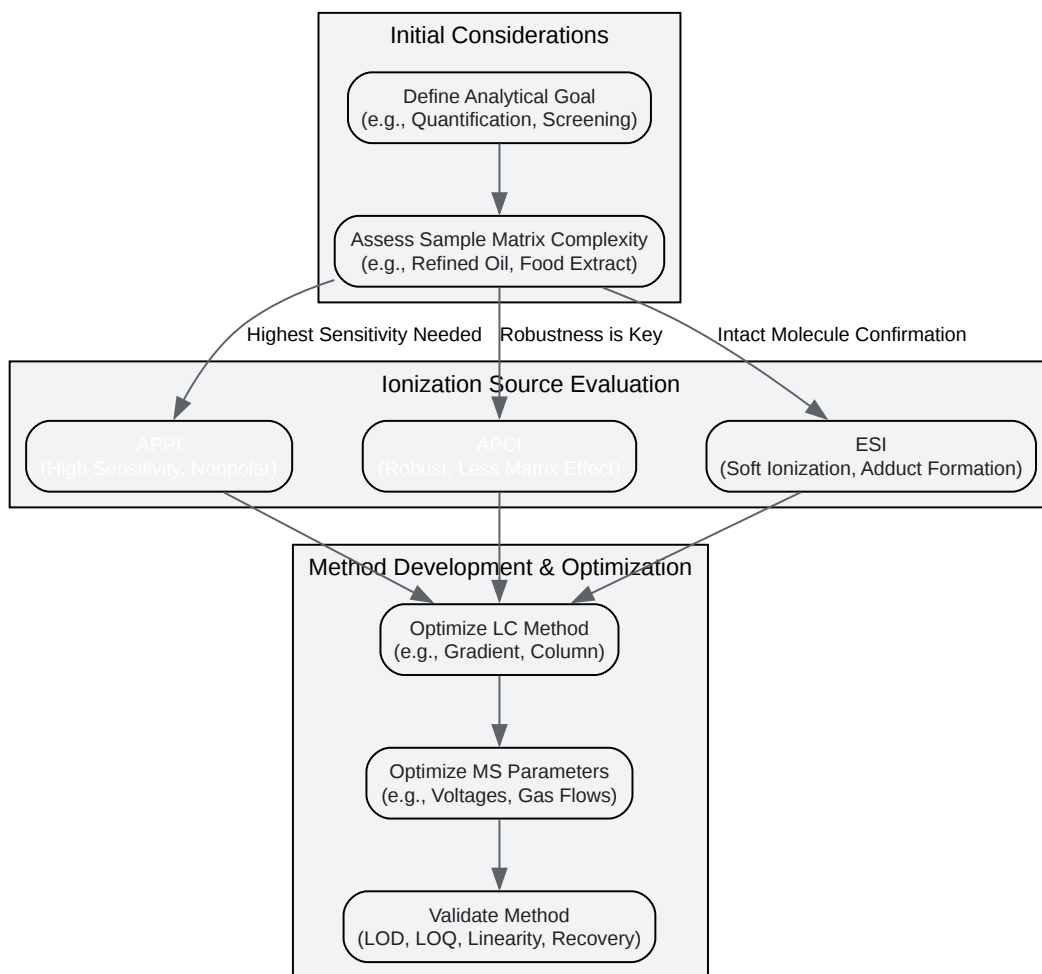 Initial Considerations
Define Analytical Goal
(e.g., Quantification, Screening)
Assess Sample Matrix Complexity
(e.g., Refined Oil, Food Extract)
Highest Sensitivity Needed
Robustness is Key
Intact Molecule Confirmation
Ionization Source Evaluation
APPI
(High Sensitivity, Nonpolar)
APCI
(Robust, Less Matrix Effect)
ESI
(Soft Ionization, Adduct Formation)
Method Development & Optimization
Optimize LC Method
(e.g., Gradient, Column)
Optimize MS Parameters
(e.g., Voltages, Gas Flows)
Validate Method
(LOD, LOQ, Linearity, Recovery)